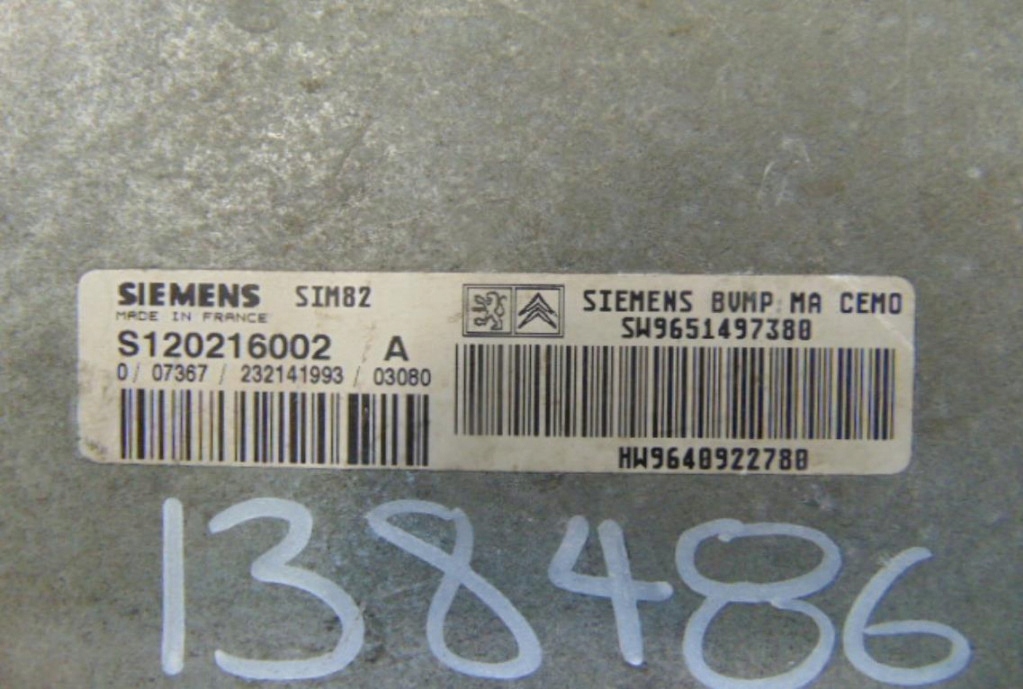 SIEMENS SIM82
MADE IN FRANCE
S120216002 A
0/ 07367 / 232141993 / 03080
SIEMENS BVMP MA CEMO
SW9651497380
HW9640922780
138486